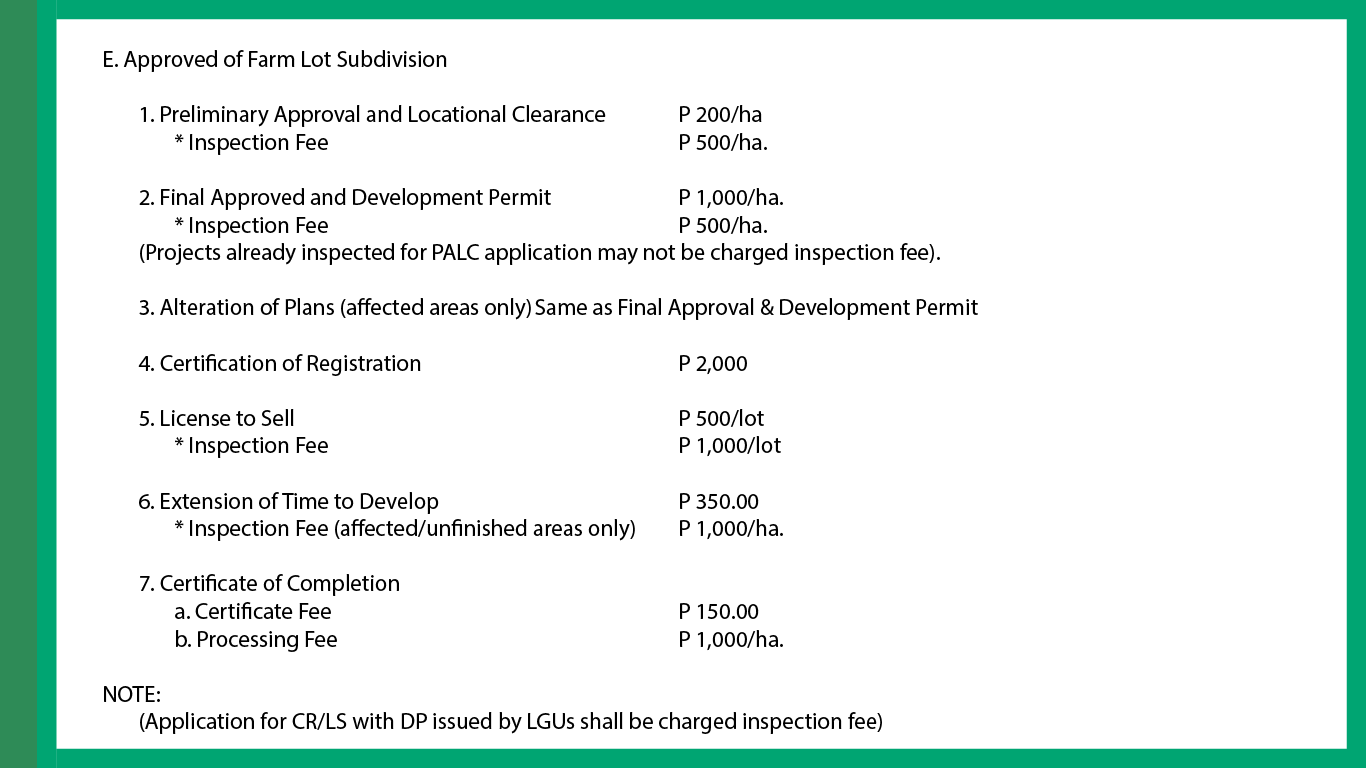 E. Approved of Farm Lot Subdivision
1. Preliminary Approval and Locational Clearance P 200/ha
* Inspection Fee P 500/ha.
2. Final Approved and Development Permit P 1,000/ha.
* Inspection Fee P 500/ha.
(Projects already inspected for PALC application may not be charged inspection fee).
3. Alteration of Plans (affected areas only) Same as Final Approval & Development Permit
4. Certification of Registration P 2,000
5. License to Sell P 500/lot
* Inspection Fee P 1,000/lot
6. Extension of Time to Develop P 350.00
* Inspection Fee (affected/unfinished areas only) P 1,000/ha.
7. Certificate of Completion
a. Certificate Fee P 150.00
b. Processing Fee P 1,000/ha.
NOTE:
(Application for CR/LS with DP issued by LGUs shall be charged inspection fee)